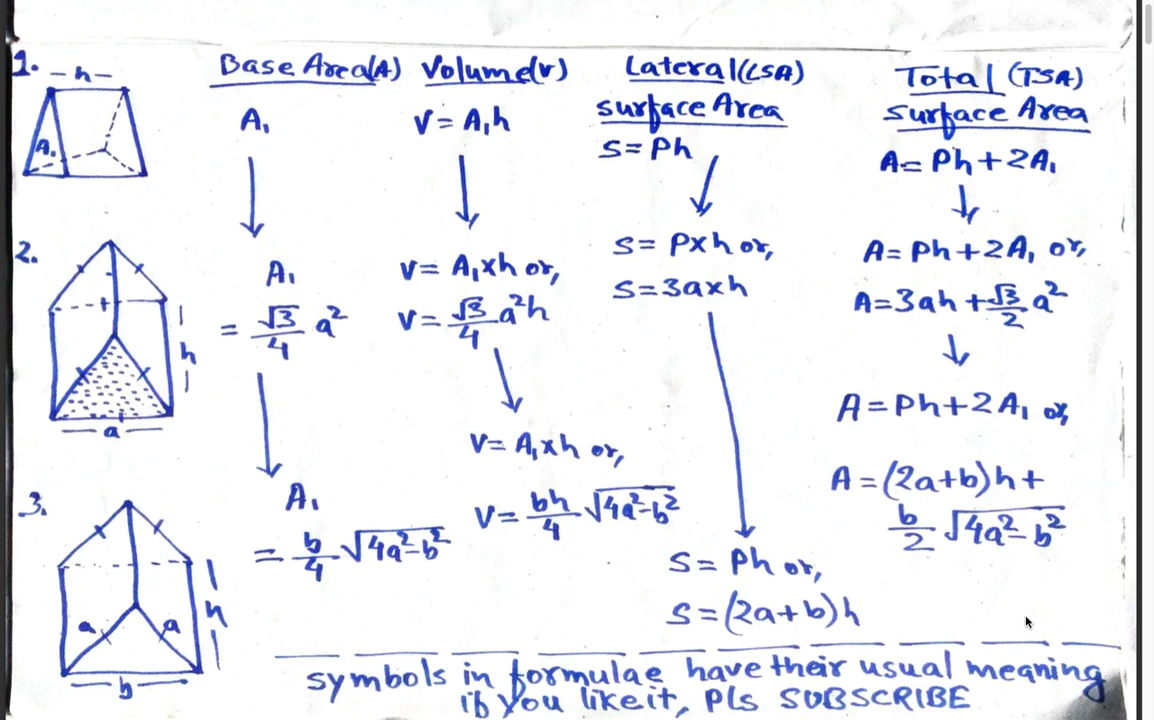 1. -h- Base Area(A) Volume(V) Lateral(LSA) surface Area Total (TSA) surface Area
A₁ A₁ V = A₁h S = Ph A = Ph + 2A₁
2. h a
A₁ = √3/4 a²
V = A₁×h or,
V = √3/4 a²h
S = P×h or,
S = 3a×h
A = Ph + 2A₁ or,
A = 3ah + √3/2 a²
3. a a h b
A₁ = b/4 √4a²-b²
V = A₁×h or,
V = bh/4 √4a²-b²
S = Ph or,
S = (2a+b)h
A = Ph + 2A₁ or,
A = (2a+b)h +
b/2 √4a²-b²
symbols in formulae have their usual meaning
if you like it, Pls SUBSCRIBE